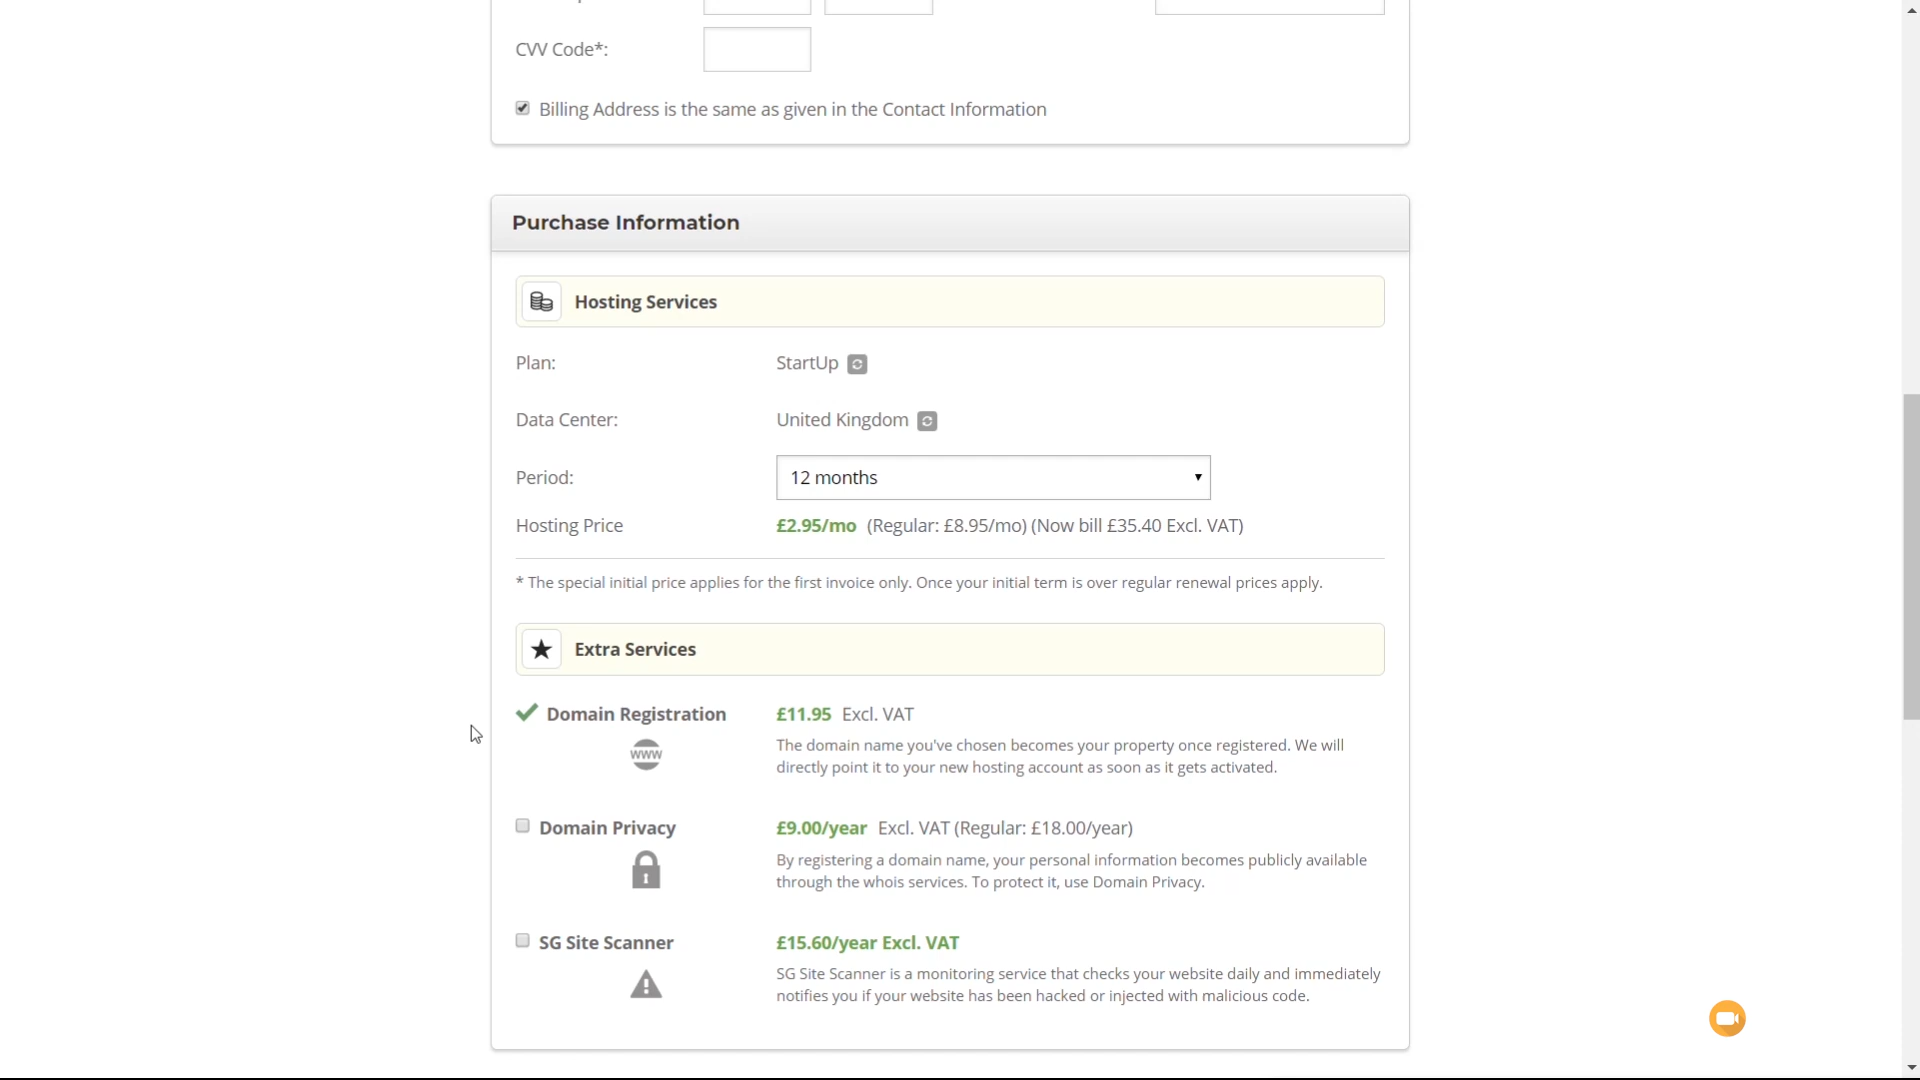 CVV Code*:
Billing Address is the same as given in the Contact Information
Purchase Information
Hosting Services
Plan: StartUp
Data Center: United Kingdom
Period: 12 months
Hosting Price £2.95/mo (Regular: £8.95/mo) (Now bill £35.40 Excl. VAT)
* The special initial price applies for the first invoice only. Once your initial term is over regular renewal prices apply.
Extra Services
Domain Registration £11.95 Excl. VAT
www
The domain name you've chosen becomes your property once registered. We will
directly point it to your new hosting account as soon as it gets activated.
Domain Privacy £9.00/year Excl. VAT (Regular: £18.00/year)
By registering a domain name, your personal information becomes publicly available
through the whois services. To protect it, use Domain Privacy.
SG Site Scanner £15.60/year Excl. VAT
SG Site Scanner is a monitoring service that checks your website daily and immediately
notifies you if your website has been hacked or injected with malicious code.